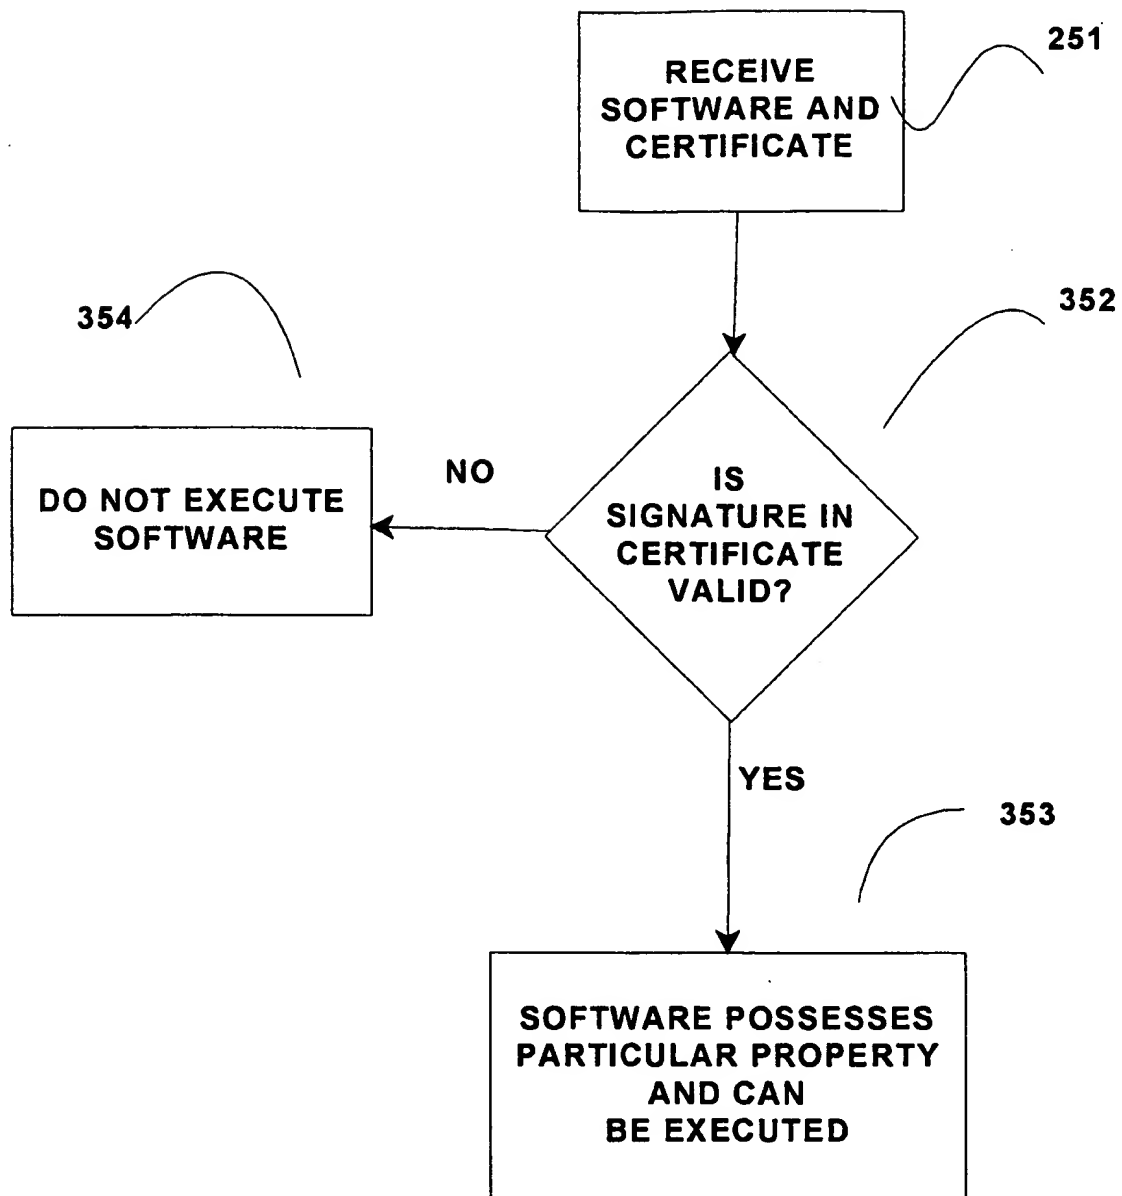 251
RECEIVE
SOFTWARE AND
CERTIFICATE
352
354
NO
DO NOT EXECUTE
SOFTWARE
IS
SIGNATURE IN
CERTIFICATE
VALID?
YES
353
SOFTWARE POSSESSES
PARTICULAR PROPERTY
AND CAN
BE EXECUTED